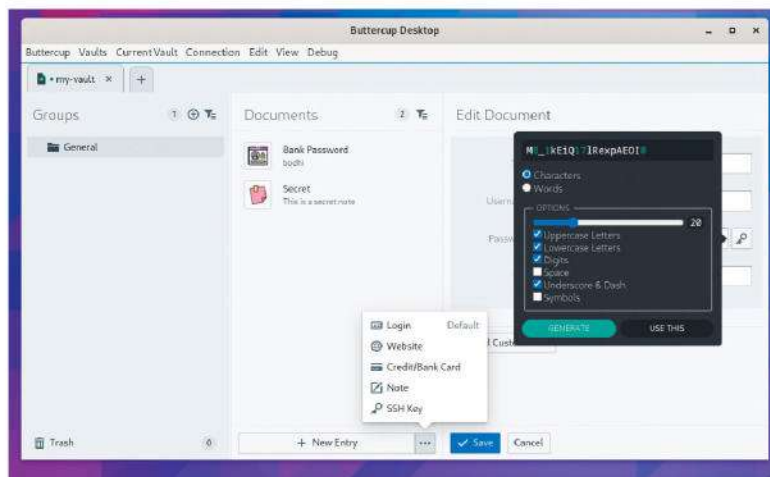 Buttercup Desktop
Buttercup Vaults Current Vault Connection Edit View Debug
• my-vault
Groups 1
General
Trash 0
Documents 2
Bank Password
bodhi
Secret
This is a secret note
Login Default
Website
Credit/Bank Card
Note
SSH Key
+ New Entry ...
Edit Document
Characters
Words
OPTIONS
20
Uppercase Letters
Lowercase Letters
Digits
Space
Underscore & Dash
Symbols
GENERATE USE THIS
Save Cancel